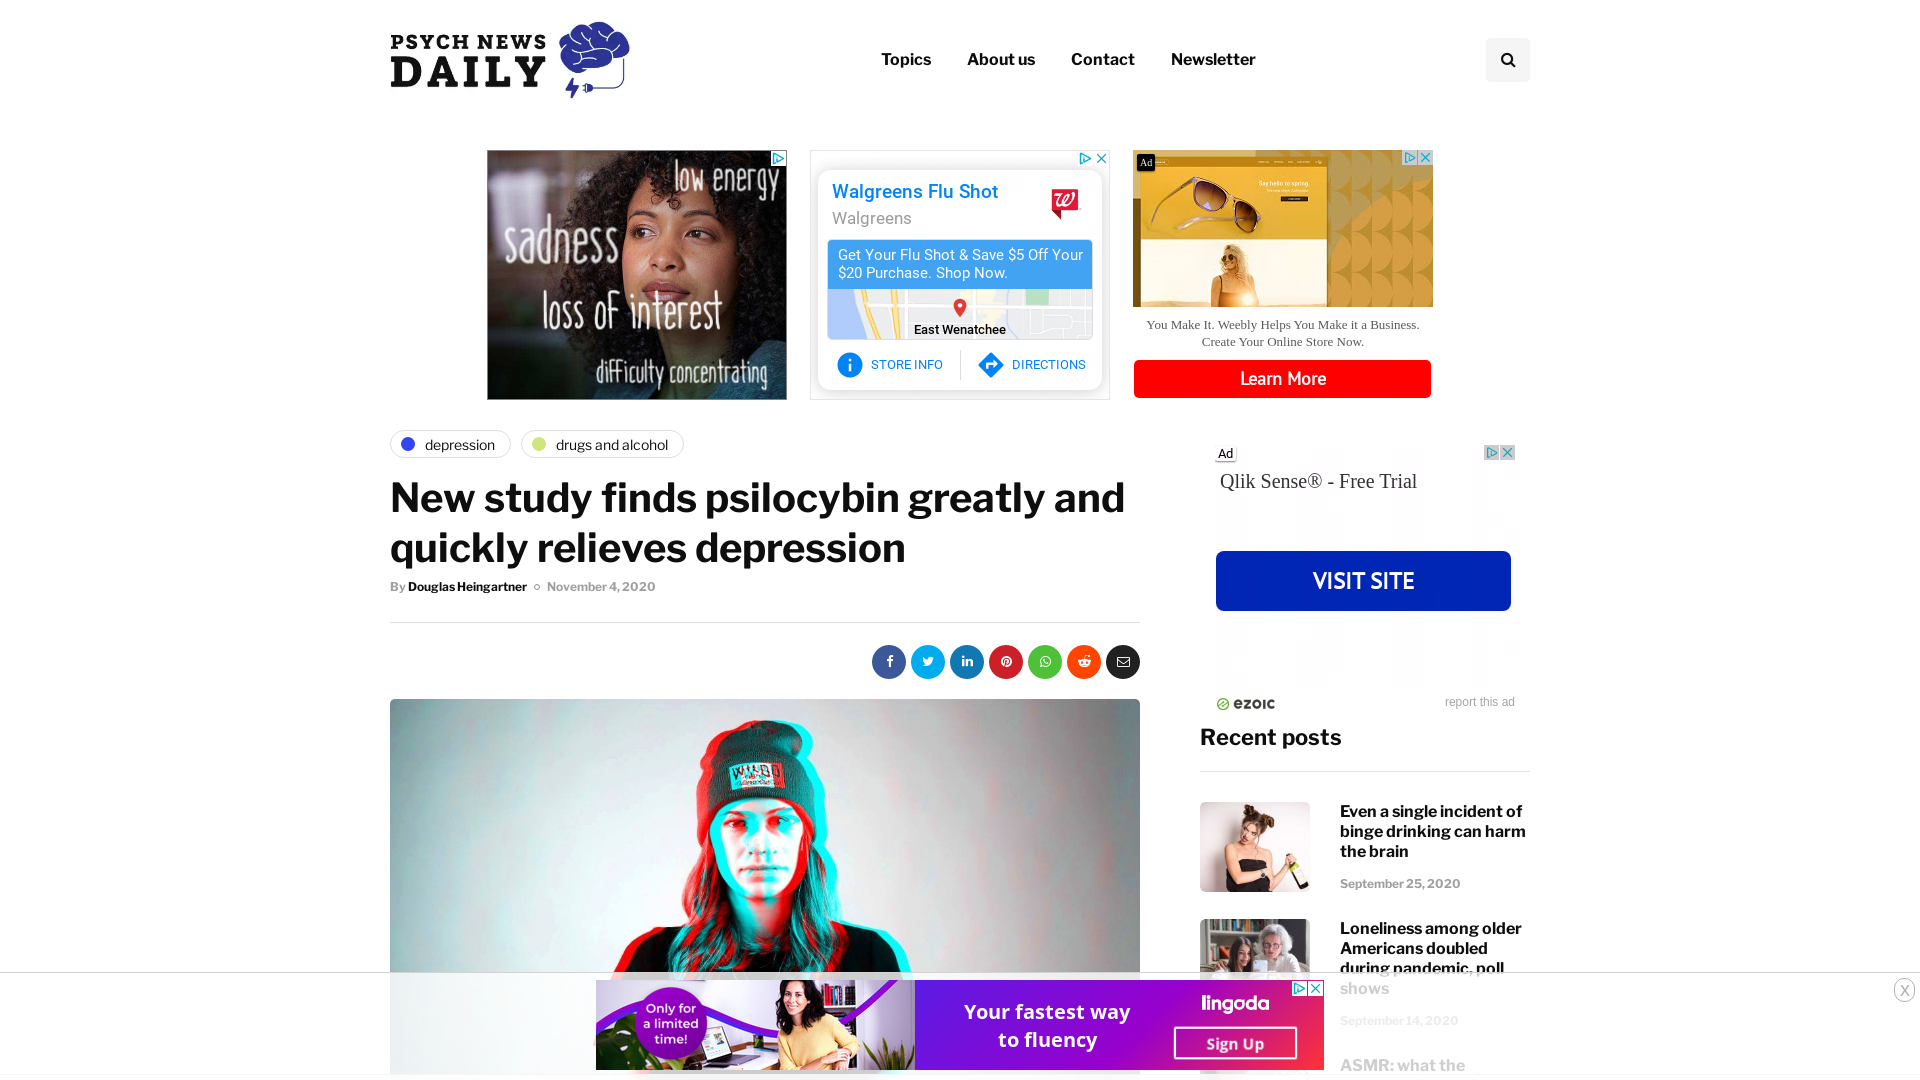 PSYCH NEWS
DAILY
Topics
About us
Contact
Newsletter
low energy
sadness
loss of interest
difficulty concentrating
Walgreens Flu Shot
Walgreens
Get Your Flu Shot & Save $5 Off Your
$20 Purchase. Shop Now.
East Wenatchee
STORE INFO
DIRECTIONS
Ad
Say hello to spring.
You Make It. Weebly Helps You Make it a Business.
Create Your Online Store Now.
Learn More
depression
drugs and alcohol
New study finds psilocybin greatly and
quickly relieves depression
By Douglas Heingartner
November 4, 2020
Ad
Qlik Sense® - Free Trial
VISIT SITE
ezoic
report this ad
Recent posts
Even a single incident of
binge drinking can harm
the brain
September 25, 2020
Loneliness among older
Americans doubled
during pandemic, poll
shows
September 14, 2020
ASMR: what the
Only for
a limited
time!
Your fastest way
to fluency
lingoda
Sign Up
X